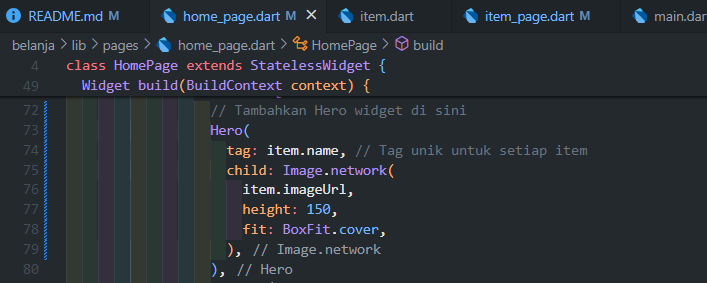 README.md M home_page.dart M item.dart item_page.dart M main.dar
belanja > lib > pages > home_page.dart > HomePage > build
4 class HomePage extends StatelessWidget {
49 Widget build(BuildContext context) {
72 // Tambahkan Hero widget di sini
73 Hero(
74 tag: item.name, // Tag unik untuk setiap item
75 child: Image.network(
76 item.imageUrl,
77 height: 150,
78 fit: BoxFit.cover,
79 ), // Image.network
80 ), // Hero